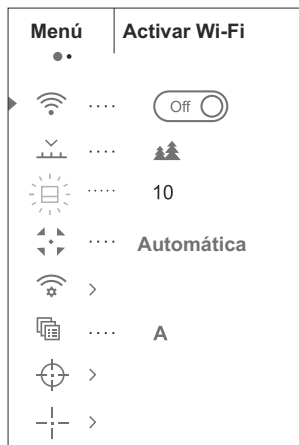 Menú Activar Wi-Fi
.... Off
....
..... 10
.... Automática
>
.... A
>
>